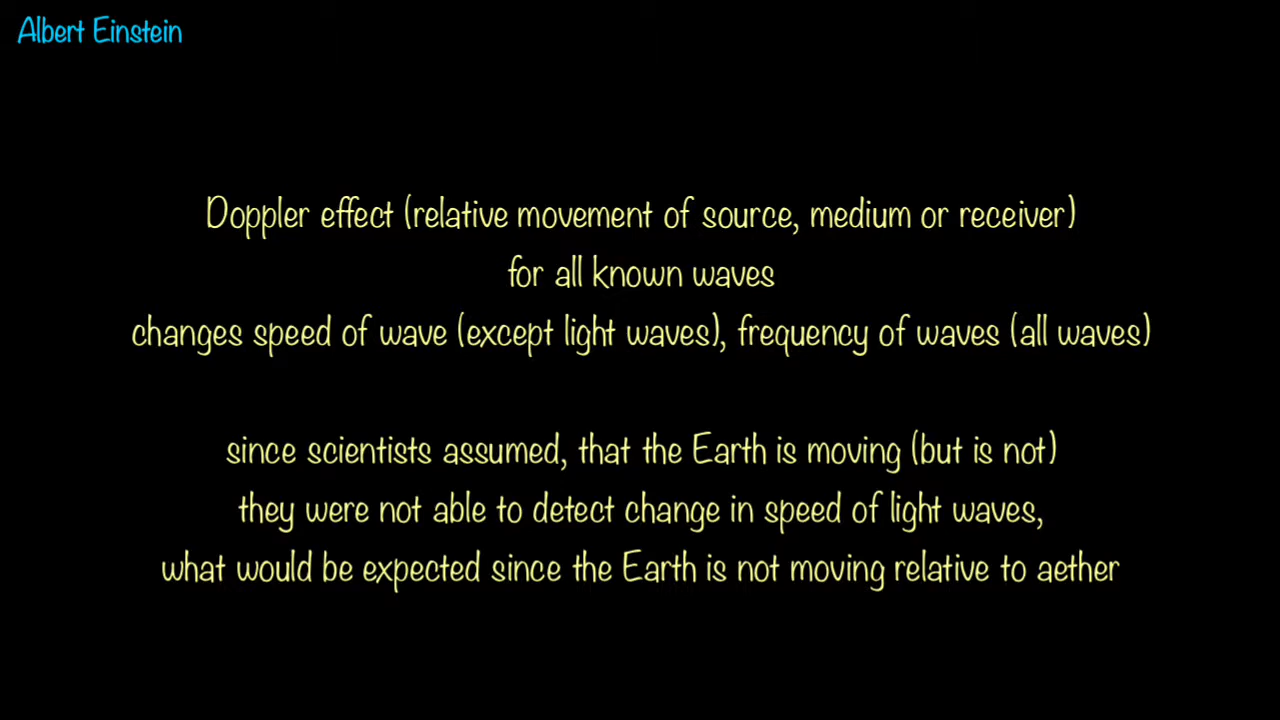 Albert Einstein
Doppler effect (relative movement of source, medium or receiver)
for all known waves
changes speed of wave (except light waves), frequency of waves (all waves)
since scientists assumed, that the Earth is moving (but is not)
they were not able to detect change in speed of light waves,
what would be expected since the Earth is not moving relative to aether